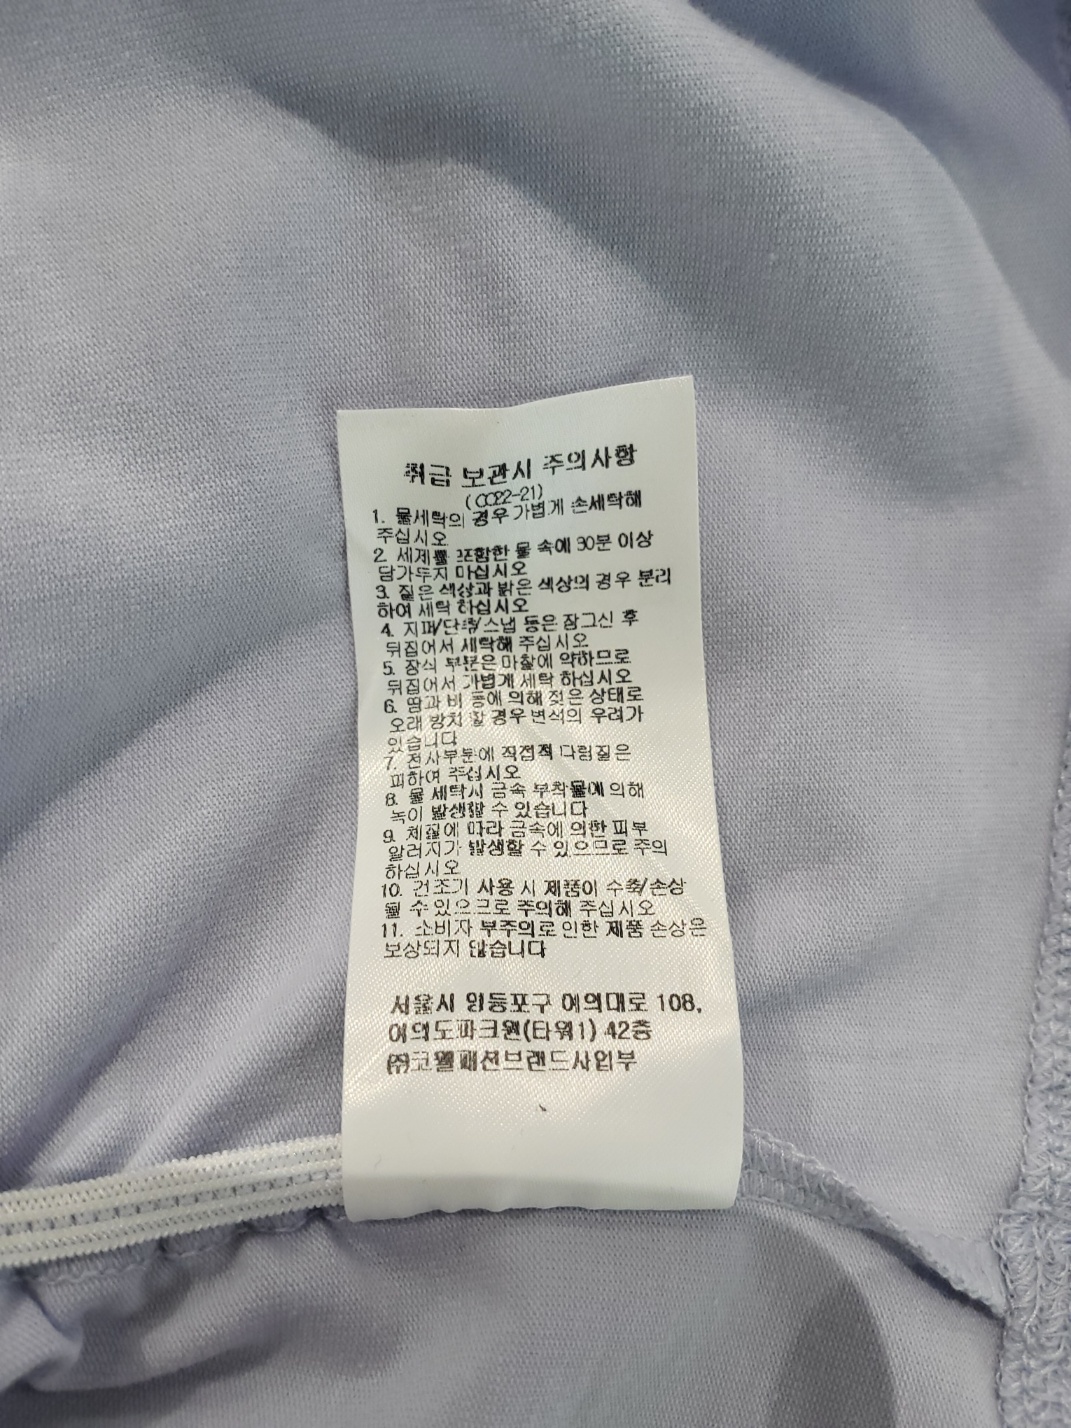 취급 보관시 주의사항
(CC22-21)
1. 물세탁의 경우 가볍게 손세탁해
주십시오
2. 세제를 포함한 물 속에 30분 이상
담가두지 마십시오
3. 짙은 색상과 밝은 색상의 경우 분리
하여 세탁 하십시오
4. 지퍼/단추/스냅 등은 잠그신 후
뒤집어서 세탁해 주십시오
5. 장식 부분은 마찰에 약하므로
뒤집어서 가볍게 세탁 하십시오
6. 땀과 비 등에 의해 젖은 상태로
오래 방치 할 경우 변색의 우려가
있습니다
7. 전사부분에 직접적 다림질은
피하여 주십시오
8. 물 세탁시 금속 부착물에 의해
녹이 발생할 수 있습니다
9. 체질에 따라 금속에 의한 피부
알러지가 발생할 수 있으므로 주의
하십시오
10. 건조기 사용 시 제품이 수축/손상
될 수 있으므로 주의해 주십시오
11. 소비자 부주의로 인한 제품 손상은
보상되지 않습니다
서울시 영등포구 여의대로 108,
여의도파크원(타워1) 42층
㈜코웰패션브랜드사업부